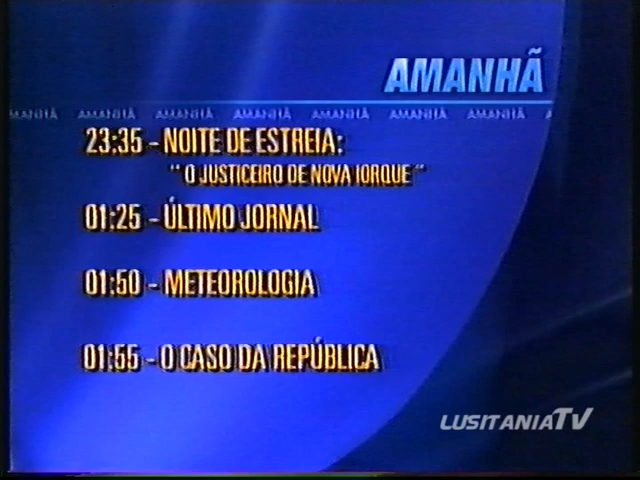 AMANHÃ
AMANHÃ AMANHÃ AMANHÃ AMANHÃ AMANHÃ AMANHÃ AMANHÃ A
23:35 - NOITE DE ESTREIA:
" O JUSTICEIRO DE NOVA IORQUE "
01:25 - ÚLTIMO JORNAL
01:50 - METEOROLOGIA
01:55 - O CASO DA REPÚBLICA
LUSITANIATV